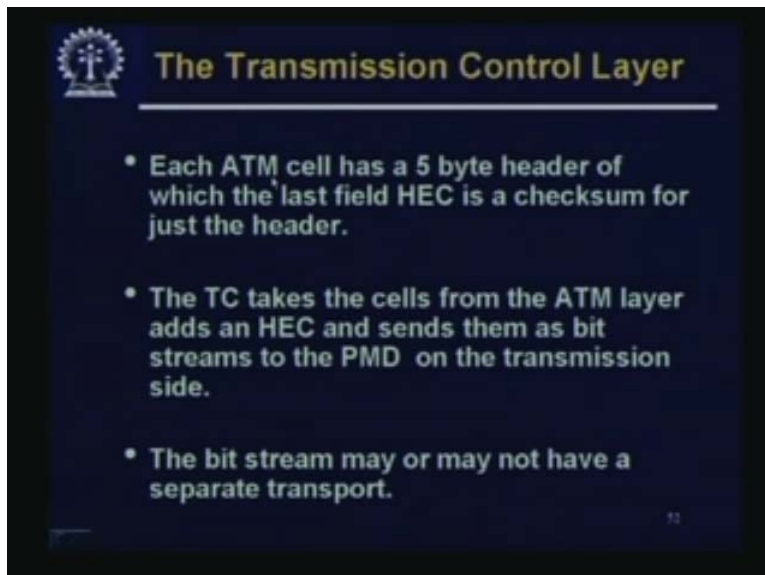 The Transmission Control Layer
• Each ATM cell has a 5 byte header of
which the last field HEC is a checksum for
just the header.
• The TC takes the cells from the ATM layer
adds an HEC and sends them as bit
streams to the PMD on the transmission
side.
• The bit stream may or may not have a
separate transport.